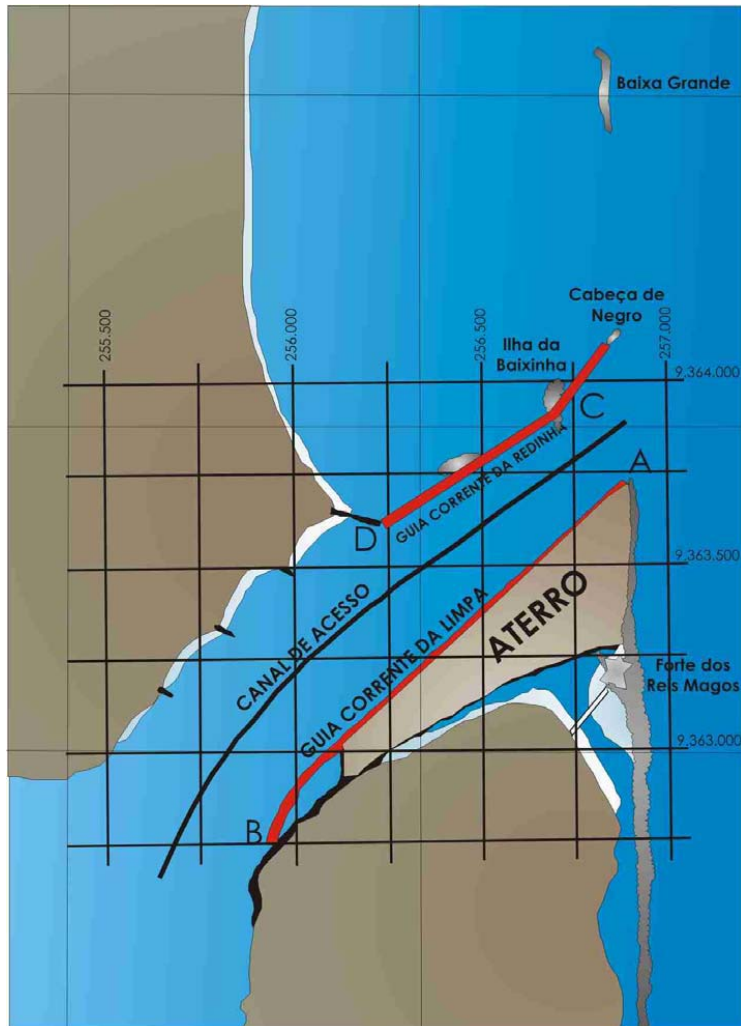 Baixa Grande
Cabeça de
Negro
Ilha da
Baixinha
255.500
256.000
256.500
257.000
9,364.000
C
GUIA CORRENTE DA REDINHA
A
D
9,363.500
CANAL DE ACESSO
GUIA CORRENTE DA LIMPA
ATERRO
Forte dos
Reis Magos
9,363.000
B